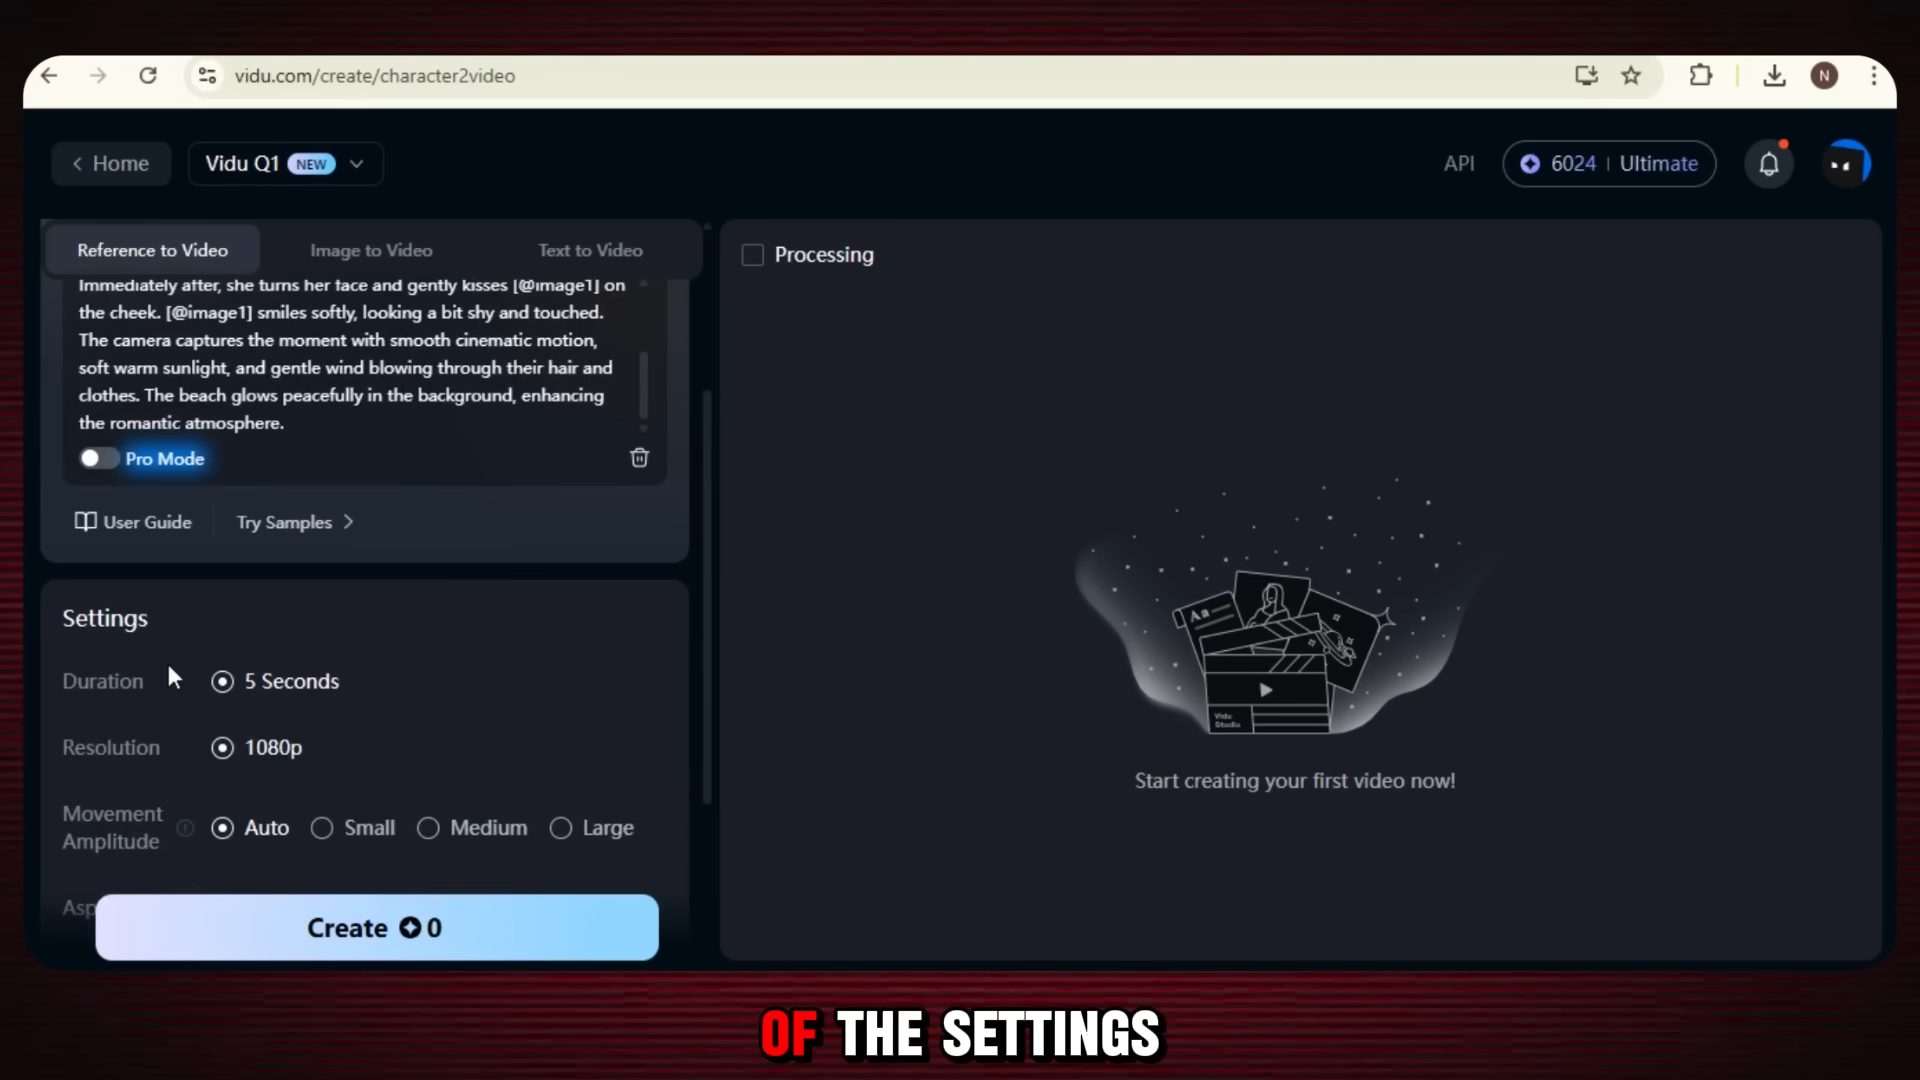 vidu.com/create/character2video
N
Home
Vidu Q1 NEW
API
6024 | Ultimate
Reference to Video
Image to Video
Text to Video
Immediately after, she turns her face and gently kisses [@image1] on
the cheek. [@image1] smiles softly, looking a bit shy and touched.
The camera captures the moment with smooth cinematic motion,
soft warm sunlight, and gentle wind blowing through their hair and
clothes. The beach glows peacefully in the background, enhancing
the romantic atmosphere.
Pro Mode
User Guide
Try Samples
Settings
Duration
5 Seconds
Resolution
1080p
Movement
Amplitude
Auto
Small
Medium
Large
Asp
Create 0
Processing
Aa
Vidu
Studio
Start creating your first video now!
OF THE SETTINGS